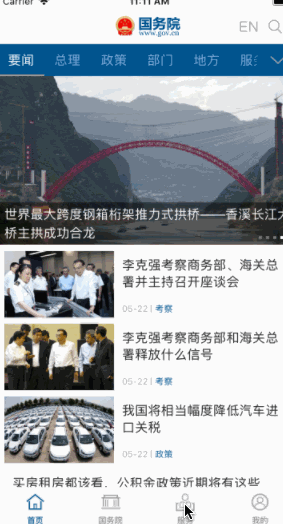 Carrier
11:11 AM
国务院
www.gov.cn
EN
要闻 总理 政策 部门 地方
世界最大跨度钢箱桁架推力式拱桥——香溪长江大
桥主拱成功合龙
李克强考察商务部、海关总
署并主持召开座谈会
05-22 | 考察
李克强考察商务部和海关总
署释放什么信号
05-22 | 考察
我国将相当幅度降低汽车进
口关税
05-22 | 政策
买房租房都该看,公积金政策近期将有这些
首页 国务院 我的